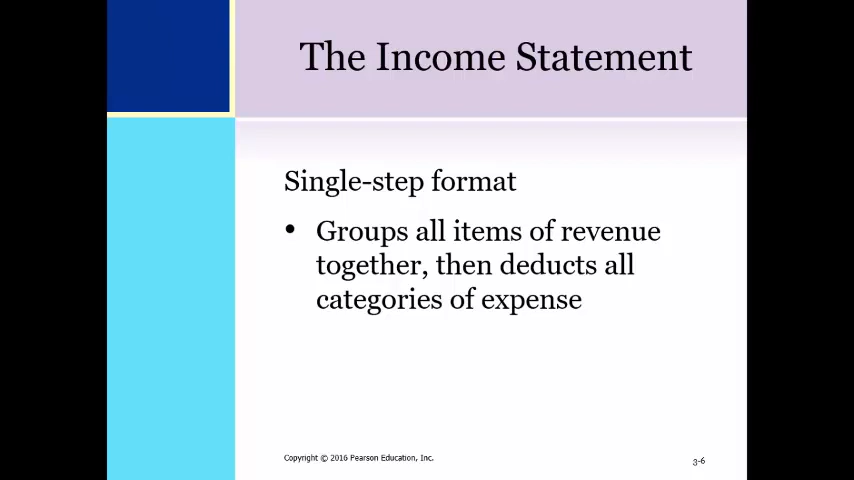 The Income Statement
Single-step format
• Groups all items of revenue
together, then deducts all
categories of expense
Copyright © 2016 Pearson Education, Inc.
3-6